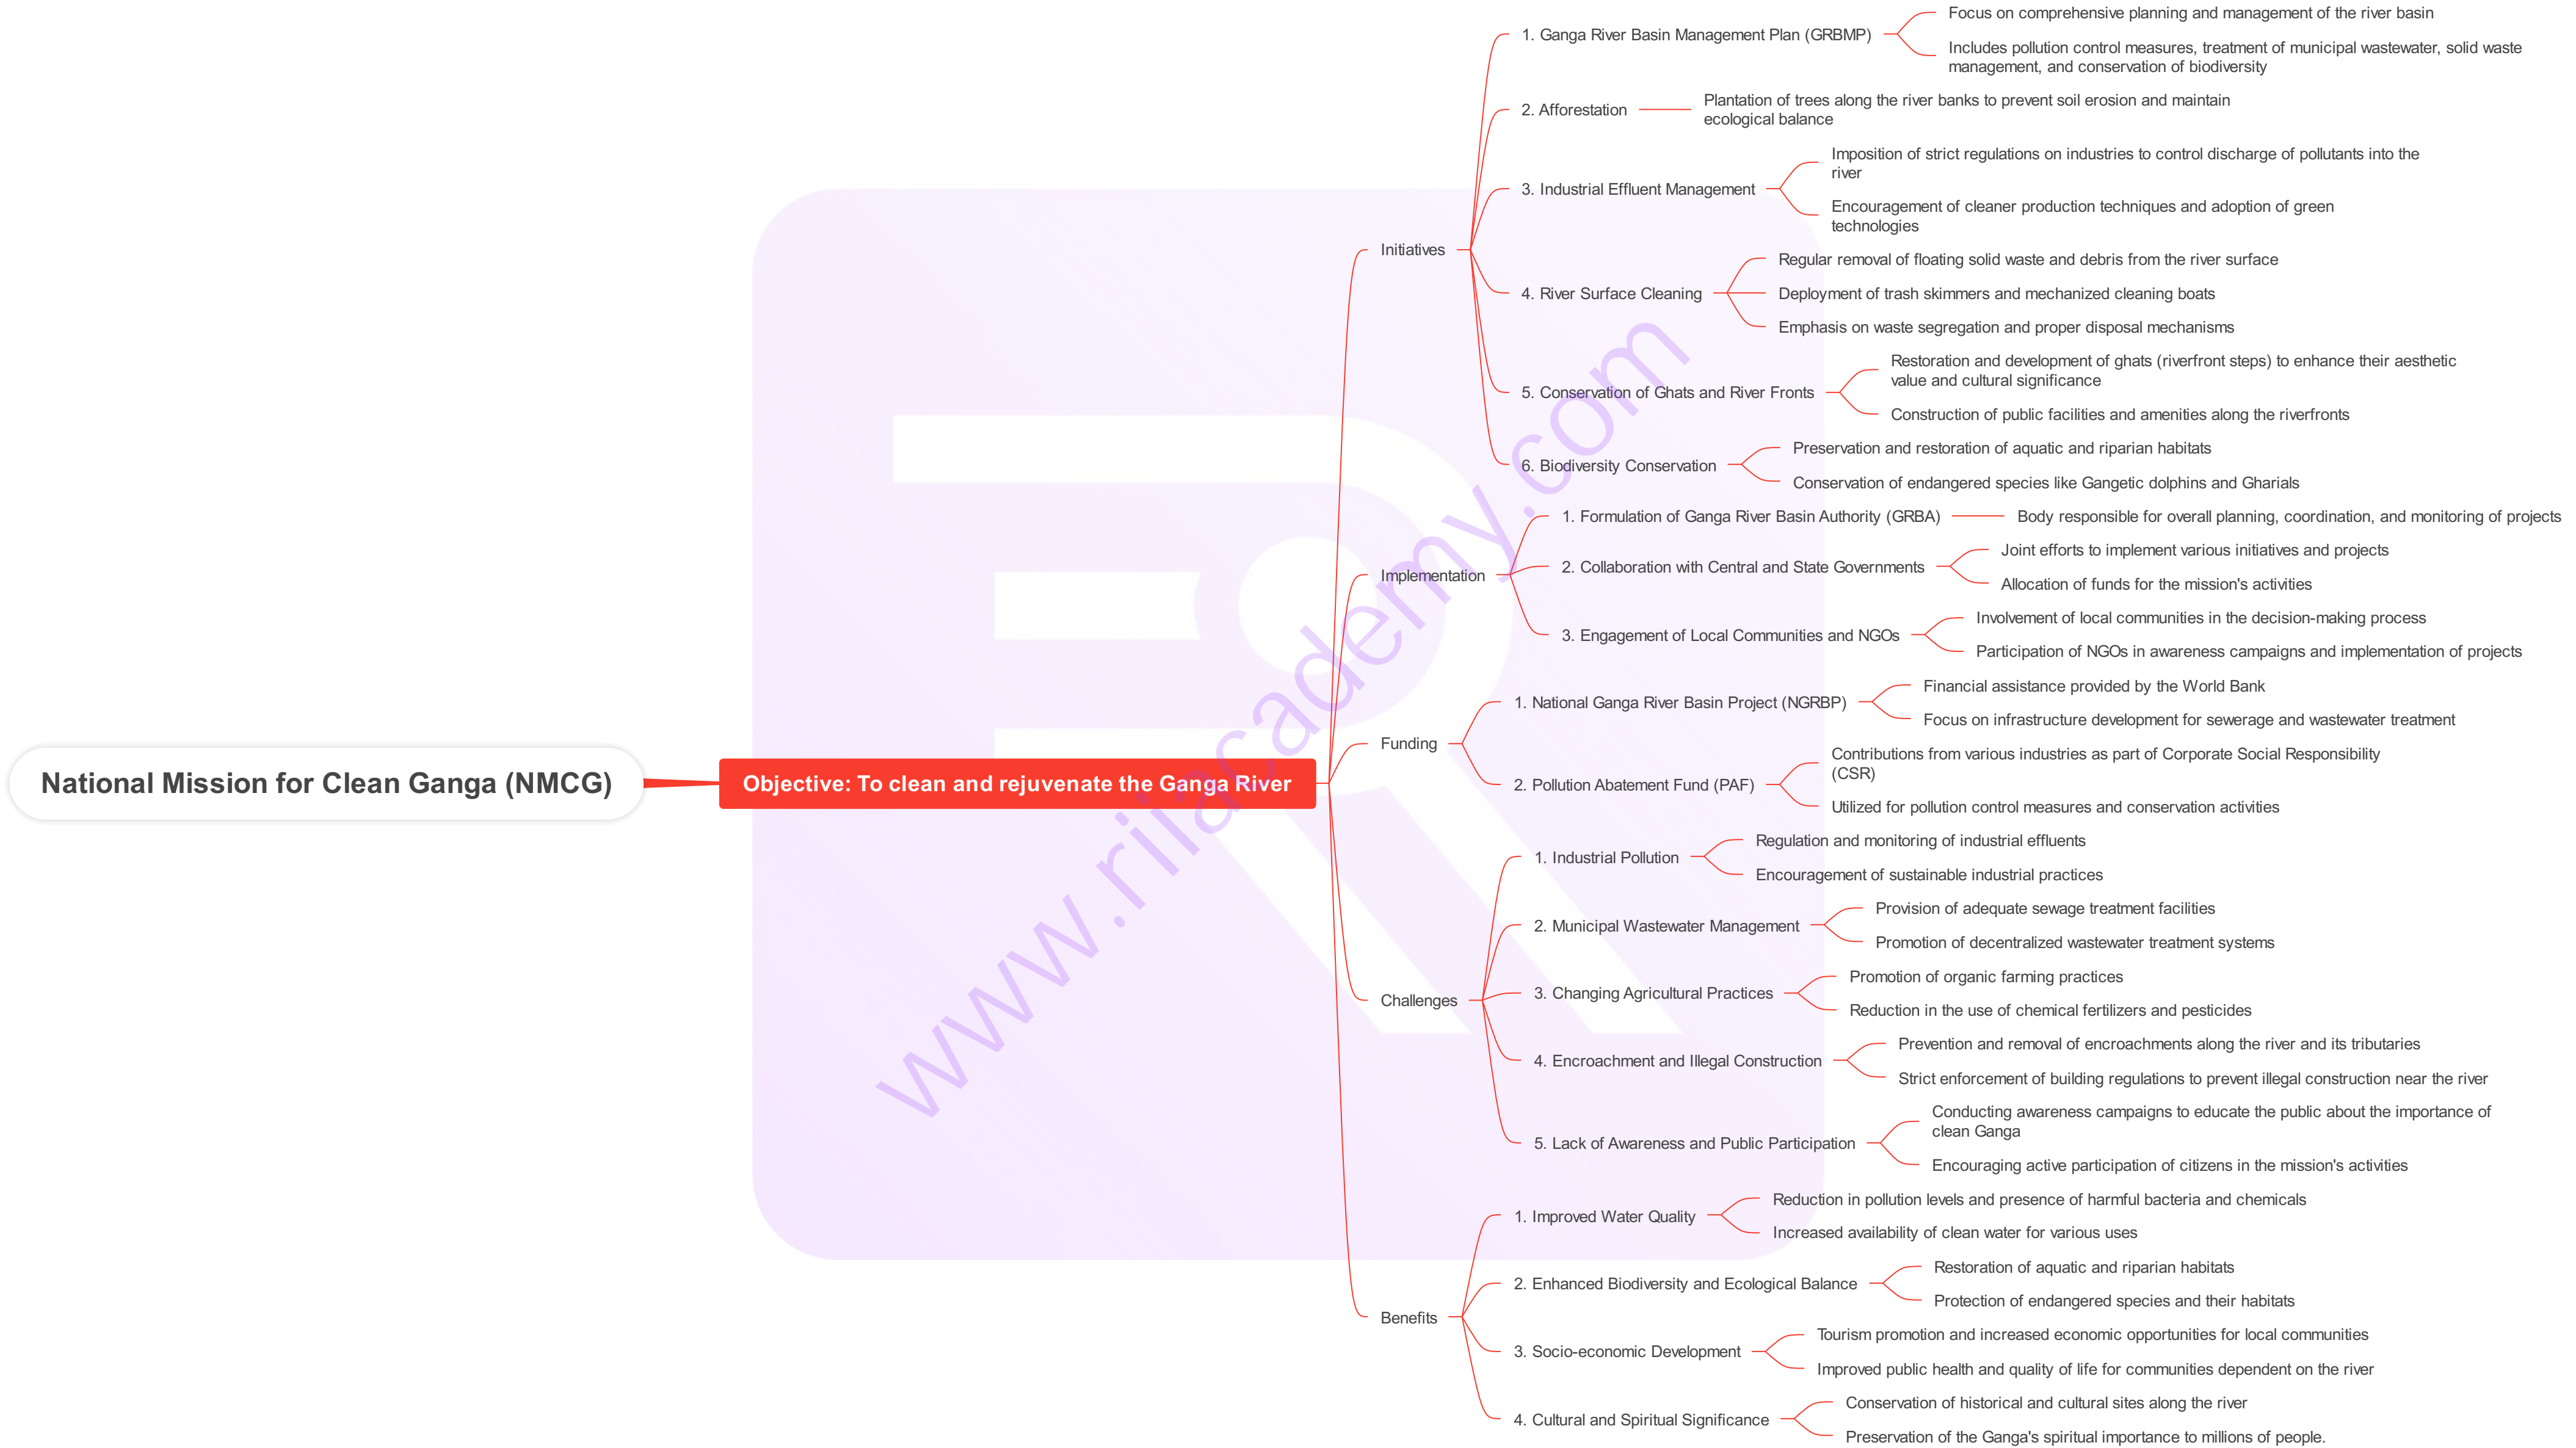 National Mission for Clean Ganga (NMCG)
Objective: To clean and rejuvenate the Ganga River
Initiatives
1. Ganga River Basin Management Plan (GRBMP)
Focus on comprehensive planning and management of the river basin
Includes pollution control measures, treatment of municipal wastewater, solid waste
management, and conservation of biodiversity
2. Afforestation
Plantation of trees along the river banks to prevent soil erosion and maintain
ecological balance
3. Industrial Effluent Management
Imposition of strict regulations on industries to control discharge of pollutants into the
river
Encouragement of cleaner production techniques and adoption of green
technologies
4. River Surface Cleaning
Regular removal of floating solid waste and debris from the river surface
Deployment of trash skimmers and mechanized cleaning boats
Emphasis on waste segregation and proper disposal mechanisms
5. Conservation of Ghats and River Fronts
Restoration and development of ghats (riverfront steps) to enhance their aesthetic
value and cultural significance
Construction of public facilities and amenities along the riverfronts
6. Biodiversity Conservation
Preservation and restoration of aquatic and riparian habitats
Conservation of endangered species like Gangetic dolphins and Gharials
Implementation
1. Formulation of Ganga River Basin Authority (GRBA)
Body responsible for overall planning, coordination, and monitoring of projects
2. Collaboration with Central and State Governments
Joint efforts to implement various initiatives and projects
Allocation of funds for the mission's activities
3. Engagement of Local Communities and NGOs
Involvement of local communities in the decision-making process
Participation of NGOs in awareness campaigns and implementation of projects
Funding
1. National Ganga River Basin Project (NGRBP)
Financial assistance provided by the World Bank
Focus on infrastructure development for sewerage and wastewater treatment
2. Pollution Abatement Fund (PAF)
Contributions from various industries as part of Corporate Social Responsibility
(CSR)
Utilized for pollution control measures and conservation activities
Challenges
1. Industrial Pollution
Regulation and monitoring of industrial effluents
Encouragement of sustainable industrial practices
2. Municipal Wastewater Management
Provision of adequate sewage treatment facilities
Promotion of decentralized wastewater treatment systems
3. Changing Agricultural Practices
Promotion of organic farming practices
Reduction in the use of chemical fertilizers and pesticides
4. Encroachment and Illegal Construction
Prevention and removal of encroachments along the river and its tributaries
Strict enforcement of building regulations to prevent illegal construction near the river
5. Lack of Awareness and Public Participation
Conducting awareness campaigns to educate the public about the importance of
clean Ganga
Encouraging active participation of citizens in the mission's activities
Benefits
1. Improved Water Quality
Reduction in pollution levels and presence of harmful bacteria and chemicals
Increased availability of clean water for various uses
2. Enhanced Biodiversity and Ecological Balance
Restoration of aquatic and riparian habitats
Protection of endangered species and their habitats
3. Socio-economic Development
Tourism promotion and increased economic opportunities for local communities
Improved public health and quality of life for communities dependent on the river
4. Cultural and Spiritual Significance
Conservation of historical and cultural sites along the river
Preservation of the Ganga's spiritual importance to millions of people.
www.rilacademy.com